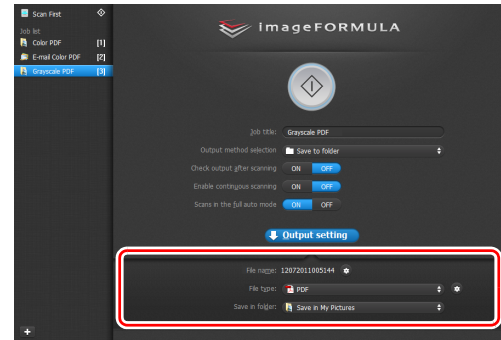 Scan First
Job list
Color PDF [1]
E-mail Color PDF [2]
Grayscale PDF [3]
imageFORMULA
Job title: Grayscale PDF
Output method selection Save to folder
Check output after scanning ON OFF
Enable continuous scanning ON OFF
Scans in the full auto mode ON OFF
Output setting
File name: 12072011005144
File type: PDF
Save in folder: Save in My Pictures
+